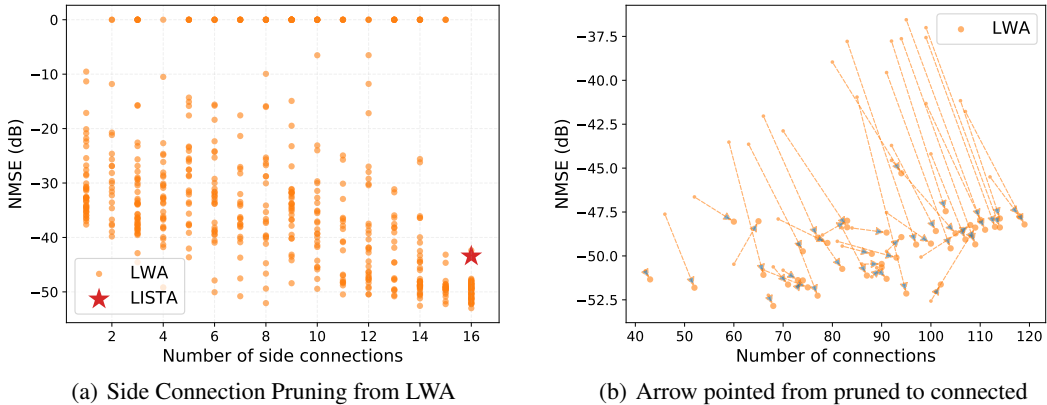 0
−10
−20
−30
−40
−50
NMSE (dB)
LWA
LISTA
2 4 6 8 10 12 14 16
Number of side connections
(a) Side Connection Pruning from LWA
LWA
−37.5
−40.0
−42.5
−45.0
−47.5
−50.0
−52.5
NMSE (dB)
40 50 60 70 80 90 100 110 120
Number of connections
(b) Arrow pointed from pruned to connected